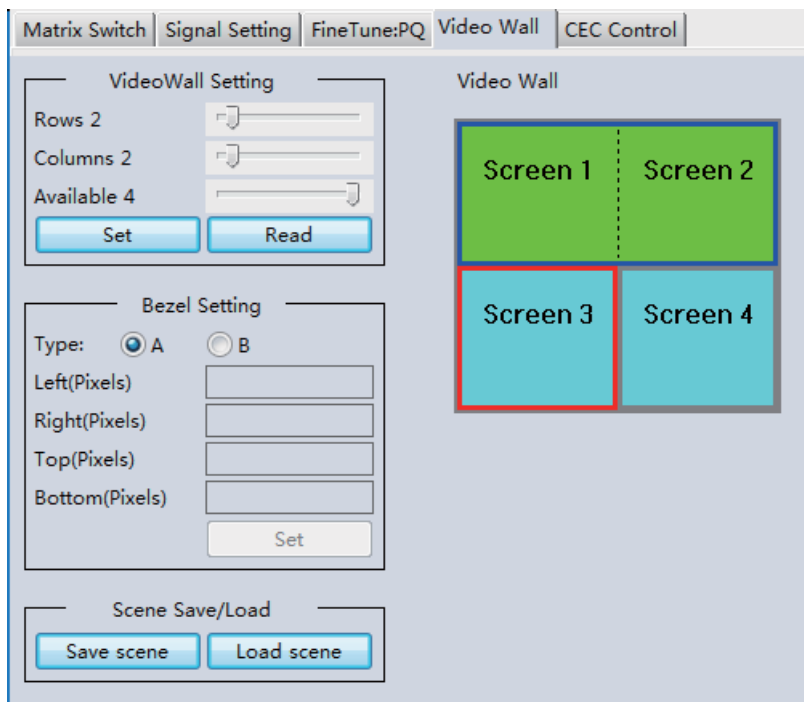 Matrix Switch Signal Setting FineTune:PQ Video Wall CEC Control
VideoWall Setting
Rows 2
Columns 2
Available 4
Set Read
Bezel Setting
Type: A B
Left(Pixels)
Right(Pixels)
Top(Pixels)
Bottom(Pixels)
Set
Scene Save/Load
Save scene Load scene
Video Wall
Screen 1 Screen 2
Screen 3 Screen 4